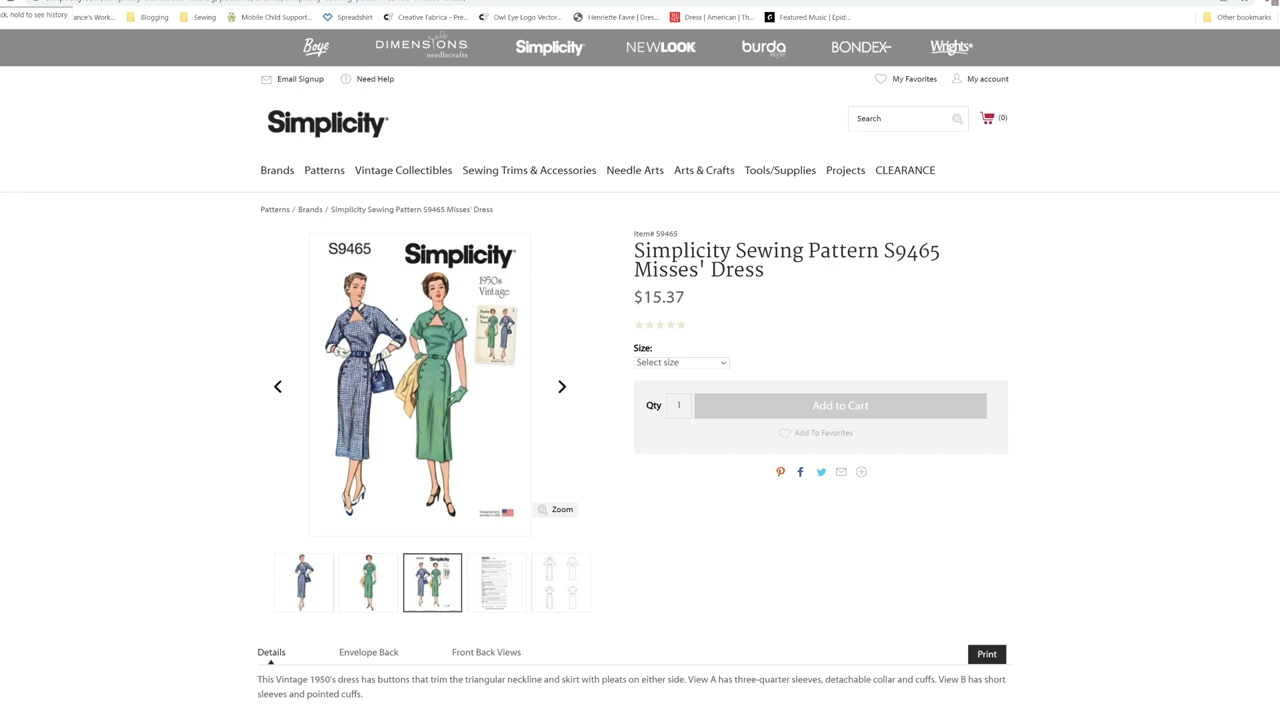 ck, hold to see history
ance's Work... Blogging Sewing Mobile Child Support... Spreadshirt Creative Fabrica - Pre... Owl Eye Logo Vector... Henriette Favre | Dres... Dress | American | Th... Featured Music | Epid... Other bookmarks
Boye DIMENSIONS needlecrafts Simplicity NEWLOOK burda style BONDEX Wrights
Email Signup Need Help My Favorites My account
Simplicity
Search (0)
Brands Patterns Vintage Collectibles Sewing Trims & Accessories Needle Arts Arts & Crafts Tools/Supplies Projects CLEARANCE
Patterns / Brands / Simplicity Sewing Pattern S9465 Misses' Dress
Item# S9465
Simplicity Sewing Pattern S9465
Misses' Dress
$15.37
Size:
Select size
Qty 1 Add to Cart
Add To Favorites
S9465 Simplicity
1950s
Vintage
Zoom
Details Envelope Back Front Back Views Print
This Vintage 1950's dress has buttons that trim the triangular neckline and skirt with pleats on either side. View A has three-quarter sleeves, detachable collar and cuffs. View B has short
sleeves and pointed cuffs.